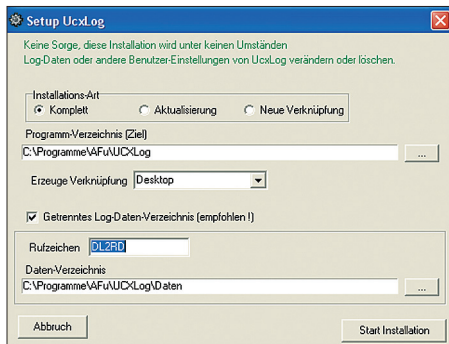 Setup UcxLog
Keine Sorge, diese Installation wird unter keinen Umständen
Log-Daten oder andere Benutzer-Einstellungen von UcxLog verändern oder löschen.
Installations-Art
Komplett Aktualisierung Neue Verknüpfung
Programm-Verzeichnis (Ziel)
C:\Programme\AFu\UCXLog ...
Erzeuge Verknüpfung Desktop
Getrenntes Log-Daten-Verzeichnis (empfohlen !)
Rufzeichen DL2RD
Daten-Verzeichnis
C:\Programme\AFu\UCXLog\Daten ...
Abbruch Start Installation